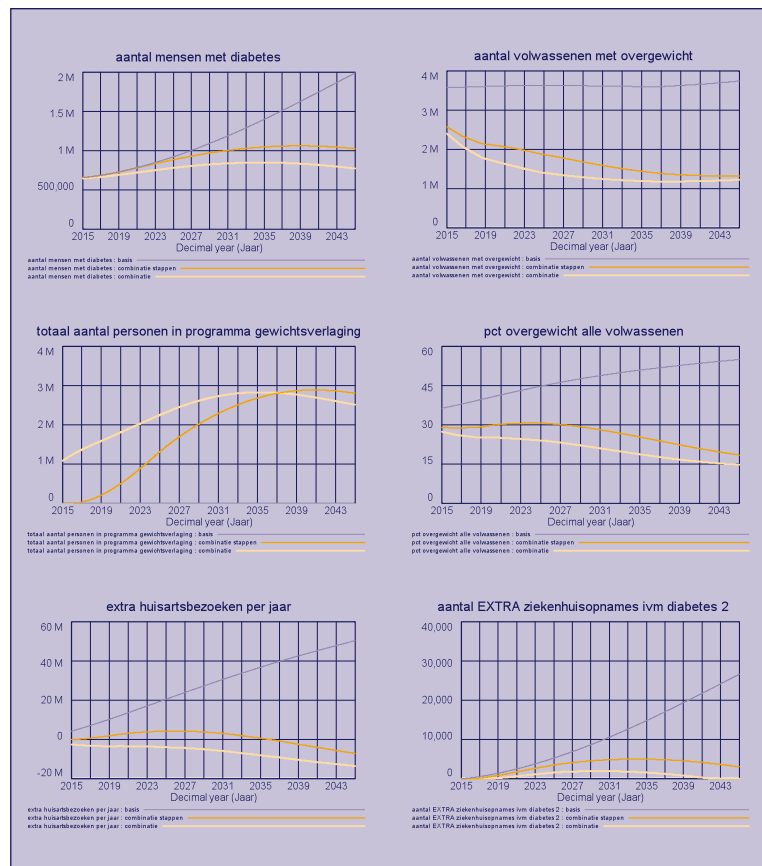 aantal mensen met diabetes
2 M
1.5 M
1 M
500,000
0
2015 2019 2023 2027 2031 2035 2039 2043
Decimal year (Jaar)
aantal mensen met diabetes : basis
aantal mensen met diabetes : combinatie stappen
aantal mensen met diabetes : combinatie
aantal volwassenen met overgewicht
4 M
3 M
2 M
1 M
0
2015 2019 2023 2027 2031 2035 2039 2043
Decimal year (Jaar)
aantal volwassenen met overgewicht : basis
aantal volwassenen met overgewicht : combinatie stappen
aantal volwassenen met overgewicht : combinatie
totaal aantal personen in programma gewichtsverlaging
4 M
3 M
2 M
1 M
0
2015 2019 2023 2027 2031 2035 2039 2043
Decimal year (Jaar)
totaal aantal personen in programma gewichtsverlaging : basis
totaal aantal personen in programma gewichtsverlaging : combinatie stappen
totaal aantal personen in programma gewichtsverlaging : combinatie
pct overgewicht alle volwassenen
60
45
30
15
0
2015 2019 2023 2027 2031 2035 2039 2043
Decimal year (Jaar)
pct overgewicht alle volwassenen : basis
pct overgewicht alle volwassenen : combinatie stappen
pct overgewicht alle volwassenen : combinatie
extra huisartsbezoeken per jaar
60 M
40 M
20 M
0
-20 M
2015 2019 2023 2027 2031 2035 2039 2043
Decimal year (Jaar)
extra huisartsbezoeken per jaar : basis
extra huisartsbezoeken per jaar : combinatie stappen
extra huisartsbezoeken per jaar : combinatie
aantal EXTRA ziekenhuisopnames ivm diabetes 2
40,000
30,000
20,000
10,000
0
2015 2019 2023 2027 2031 2035 2039 2043
Decimal year (Jaar)
aantal EXTRA ziekenhuisopnames ivm diabetes 2 : basis
aantal EXTRA ziekenhuisopnames ivm diabetes 2 : combinatie stappen
aantal EXTRA ziekenhuisopnames ivm diabetes 2 : combinatie